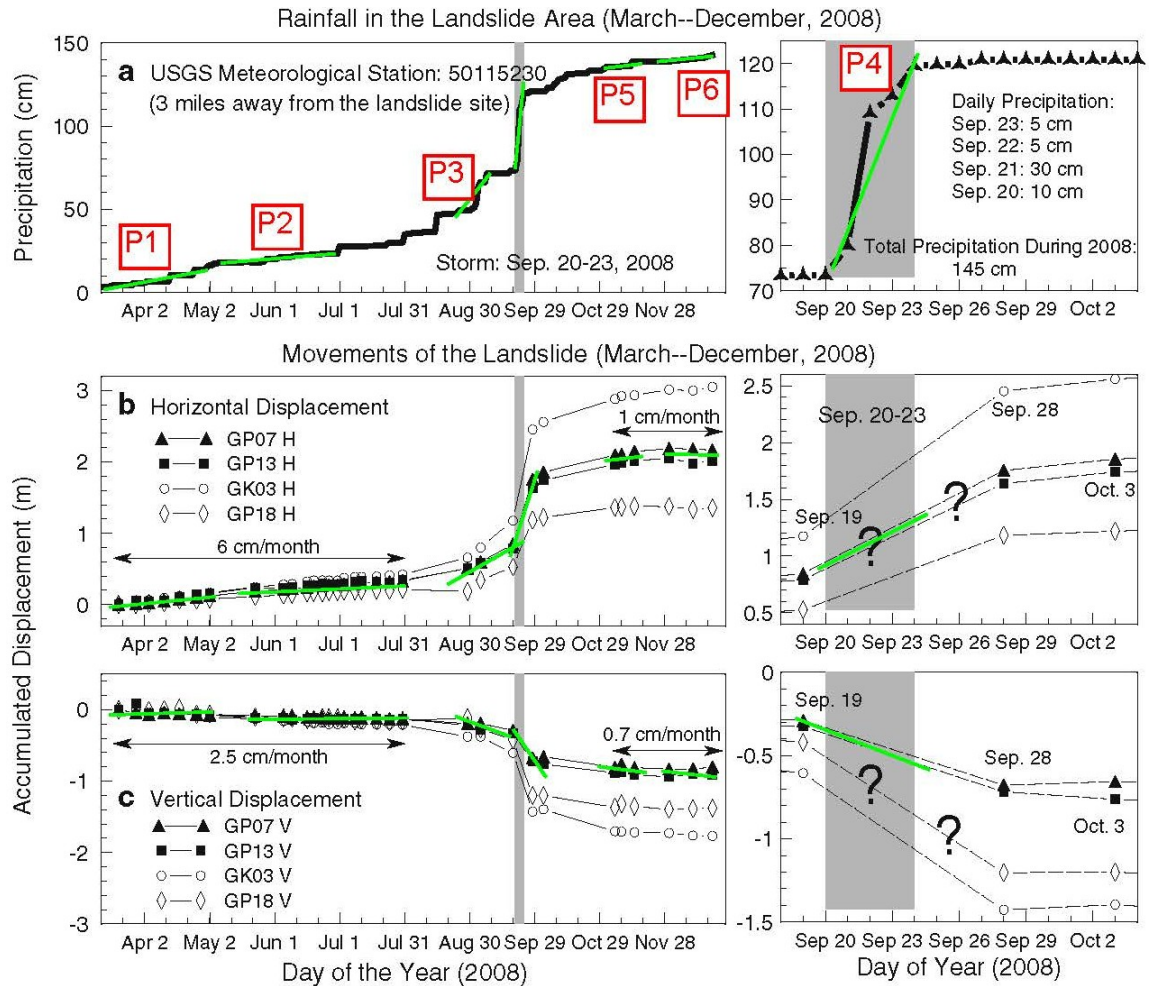 Rainfall in the Landslide Area (March--December, 2008)
Precipitation (cm)
150
100
50
0
a USGS Meteorological Station: 50115230
(3 miles away from the landslide site)
P1
P2
P3
P5
P6
Storm: Sep. 20-23, 2008
Apr 2 May 2 Jun 1 Jul 1 Jul 31 Aug 30 Sep 29 Oct 29 Nov 28
120
110
100
90
80
70
P4
Daily Precipitation:
Sep. 23: 5 cm
Sep. 22: 5 cm
Sep. 21: 30 cm
Sep. 20: 10 cm
Total Precipitation During 2008:
145 cm
Sep 20 Sep 23 Sep 26 Sep 29 Oct 2
Movements of the Landslide (March--December, 2008)
Accumulated Displacement (m)
3
2
1
0
b Horizontal Displacement
GP07 H
GP13 H
GK03 H
GP18 H
6 cm/month
1 cm/month
Apr 2 May 2 Jun 1 Jul 1 Jul 31 Aug 30 Sep 29 Oct 29 Nov 28
2.5
2
1.5
1
0.5
Sep. 20-23
Sep. 28
Sep. 19
?
?
Oct. 3
Sep 20 Sep 23 Sep 26 Sep 29 Oct 2
0
-1
-2
-3
2.5 cm/month
0.7 cm/month
c Vertical Displacement
GP07 V
GP13 V
GK03 V
GP18 V
Apr 2 May 2 Jun 1 Jul 1 Jul 31 Aug 30 Sep 29 Oct 29 Nov 28
Day of the Year (2008)
0
-0.5
-1
-1.5
Sep. 19
Sep. 28
?
?
Oct. 3
Sep 20 Sep 23 Sep 26 Sep 29 Oct 2
Day of Year (2008)